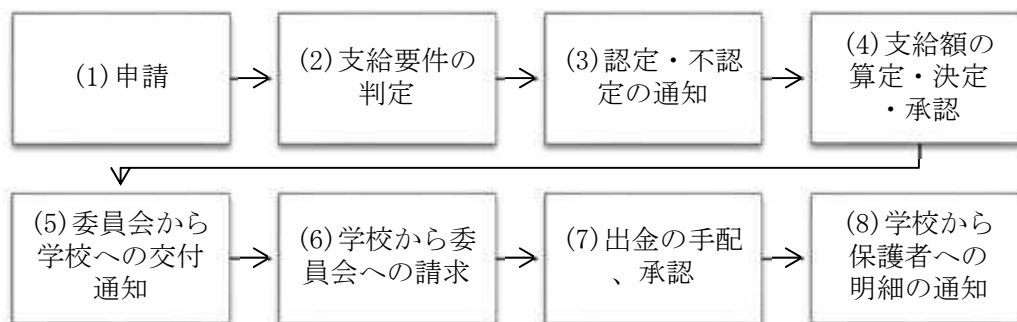 (1)申請
(2)支給要件の
判定
(3)認定・不認
定の通知
(4)支給額の
算定・決定
・承認
(5)委員会から
学校への交付
通知
(6)学校から委
員会への請求
(7)出金の手配
、承認
(8)学校から
保護者への
明細の通知